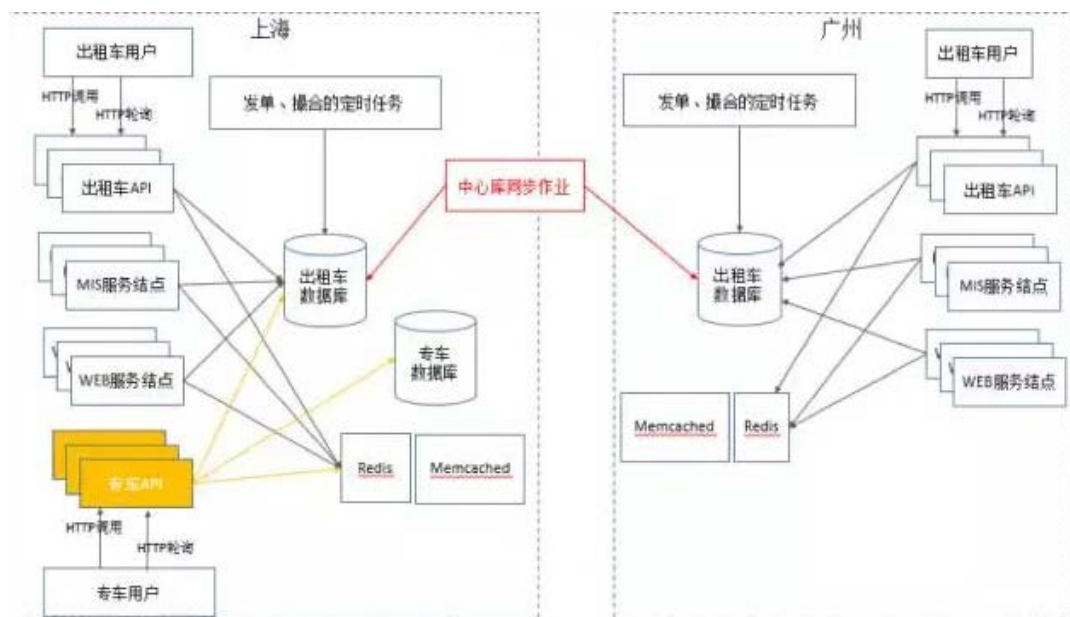 上海
出租车用户
HTTP调用
HTTP轮询
发单、撮合的定时任务
出租车API
MIS服务结点
WEB服务结点
出租车
数据库
专车
数据库
专车API
HTTP调用
HTTP轮询
专车用户
Redis
Memcached
中心库同步作业
广州
发单、撮合的定时任务
出租车用户
HTTP调用
HTTP轮询
出租车API
出租车
数据库
MIS服务结点
WEB服务结点
Memcached
Redis